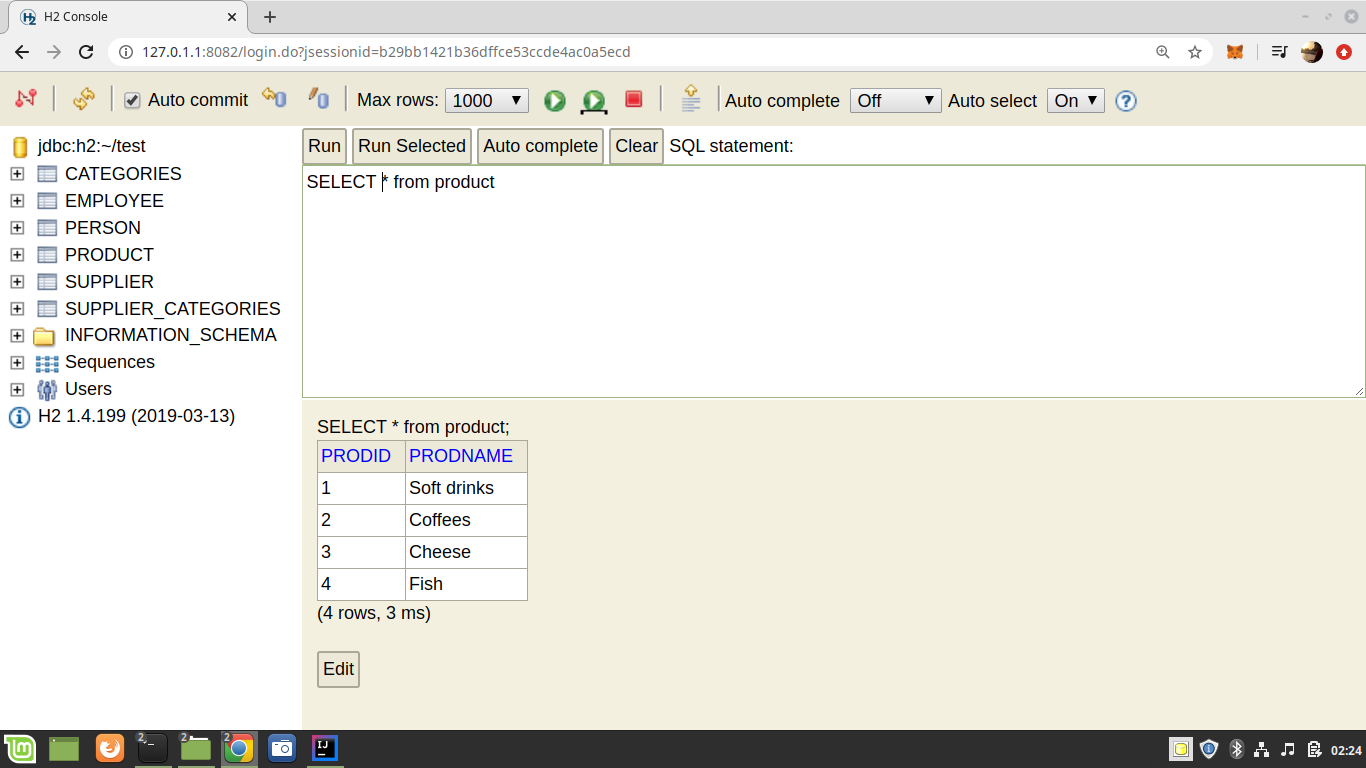 H2 Console
127.0.1.1:8082/login.do?jsessionid=b29bb1421b36dffce53ccde4ac0a5ecd
Auto commit Max rows: 1000 Auto complete Off Auto select On
jdbc:h2:~/test
CATEGORIES
EMPLOYEE
PERSON
PRODUCT
SUPPLIER
SUPPLIER_CATEGORIES
INFORMATION_SCHEMA
Sequences
Users
H2 1.4.199 (2019-03-13)
Run Run Selected Auto complete Clear SQL statement:
SELECT * from product
SELECT * from product;
PRODID PRODNAME
1 Soft drinks
2 Coffees
3 Cheese
4 Fish
(4 rows, 3 ms)
Edit
2 2 2 IJ 02:24